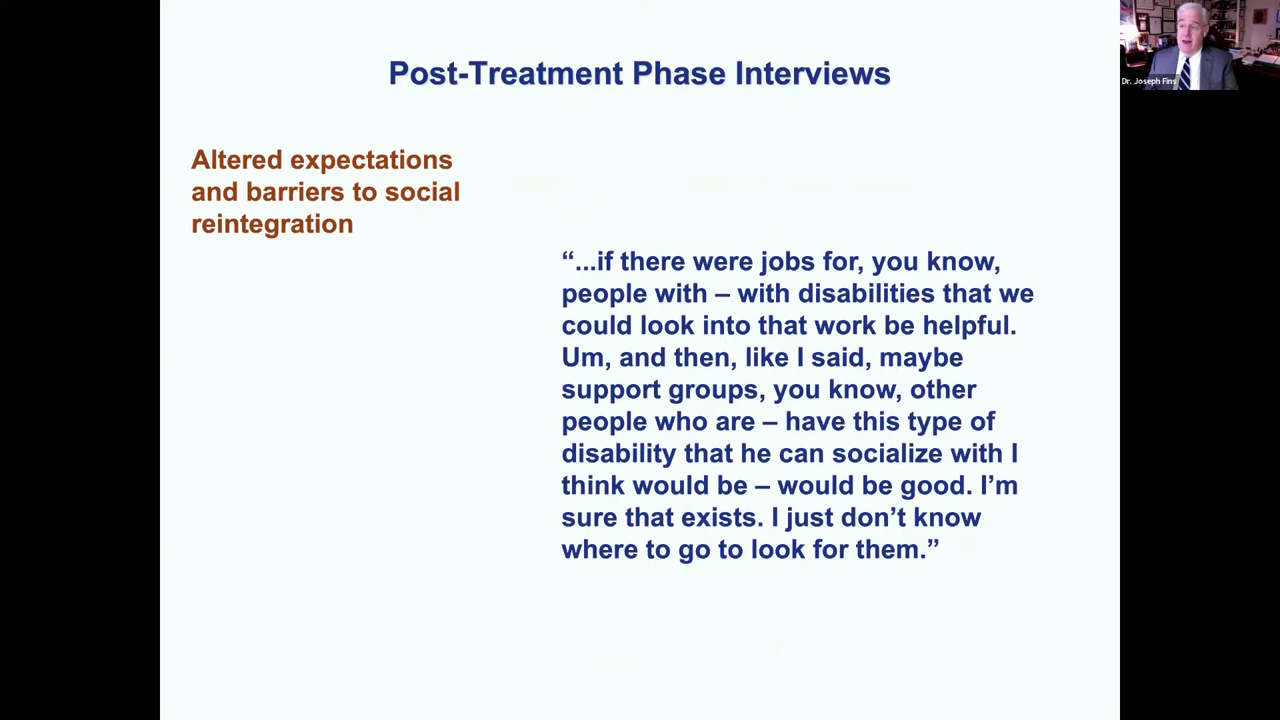 Post-Treatment Phase Interviews
Dr. Joseph Fins
Altered expectations
and barriers to social
reintegration
“...if there were jobs for, you know,
people with – with disabilities that we
could look into that work be helpful.
Um, and then, like I said, maybe
support groups, you know, other
people who are – have this type of
disability that he can socialize with I
think would be – would be good. I’m
sure that exists. I just don’t know
where to go to look for them.”